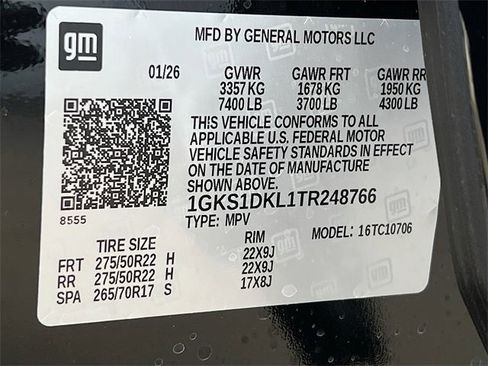 gm
MFD BY GENERAL MOTORS LLC
01/26 GVWR GAWR FRT GAWR RR
3357 KG 1678 KG 1950 KG
7400 LB 3700 LB 4300 LB
THIS VEHICLE CONFORMS TO ALL
APPLICABLE U.S. FEDERAL MOTOR
VEHICLE SAFETY STANDARDS IN EFFECT
ON THE DATE OF MANUFACTURE
SHOWN ABOVE.
8555
1GKS1DKL1TR248766
TYPE: MPV MODEL: 16TC10706
TIRE SIZE RIM
FRT 275/50R22 H 22X9J
RR 275/50R22 H 22X9J
SPA 265/70R17 S 17X8J